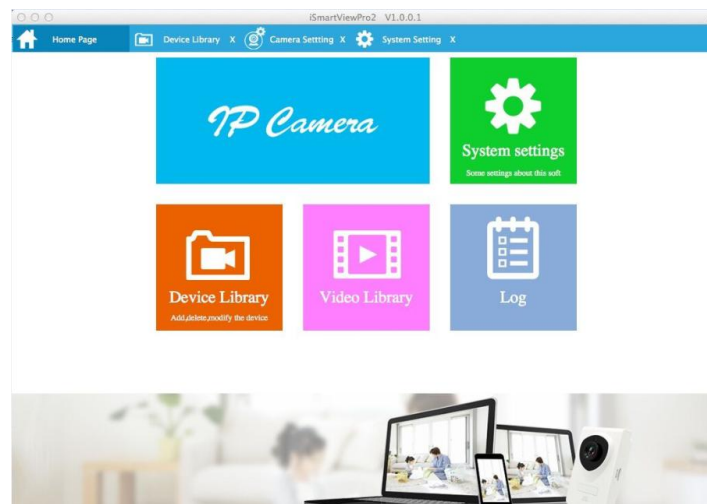 iSmartViewPro2 V1.0.0.1
Home Page Device Library X Camera Settting X System Setting X
IP Camera
System settings
Some settings about this soft
Device Library
Add,delete,modify the device
Video Library
Log